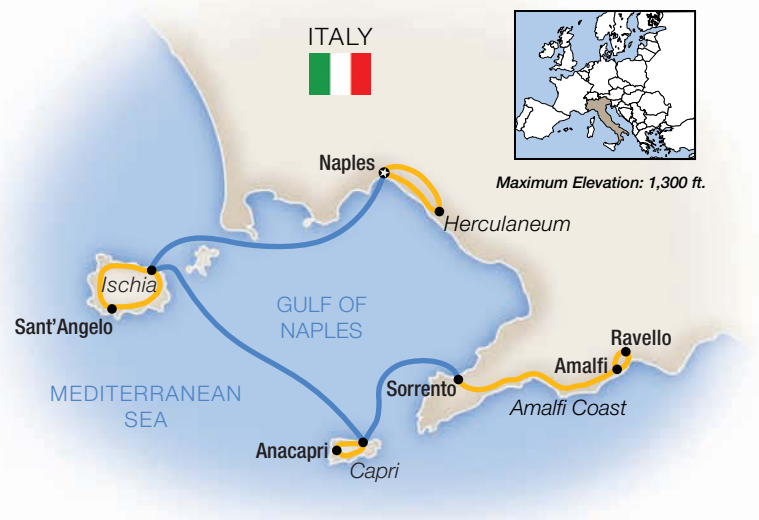 ITALY
Naples
Maximum Elevation: 1,300 ft.
Herculaneum
Ischia
Sant'Angelo
GULF OF
NAPLES
Ravello
Amalfi
Sorrento
Amalfi Coast
MEDITERRANEAN
SEA
Anacapri
Capri